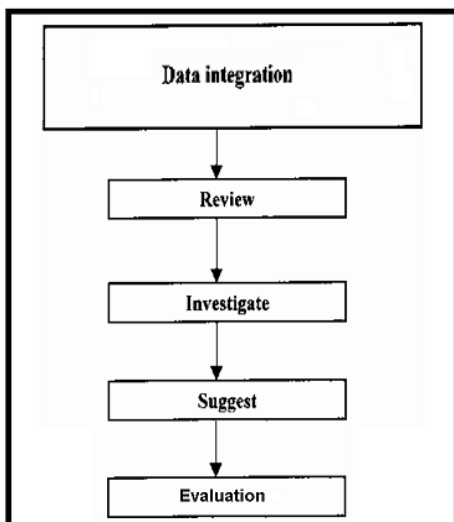 Data integration
Review
Investigate
Suggest
Evaluation